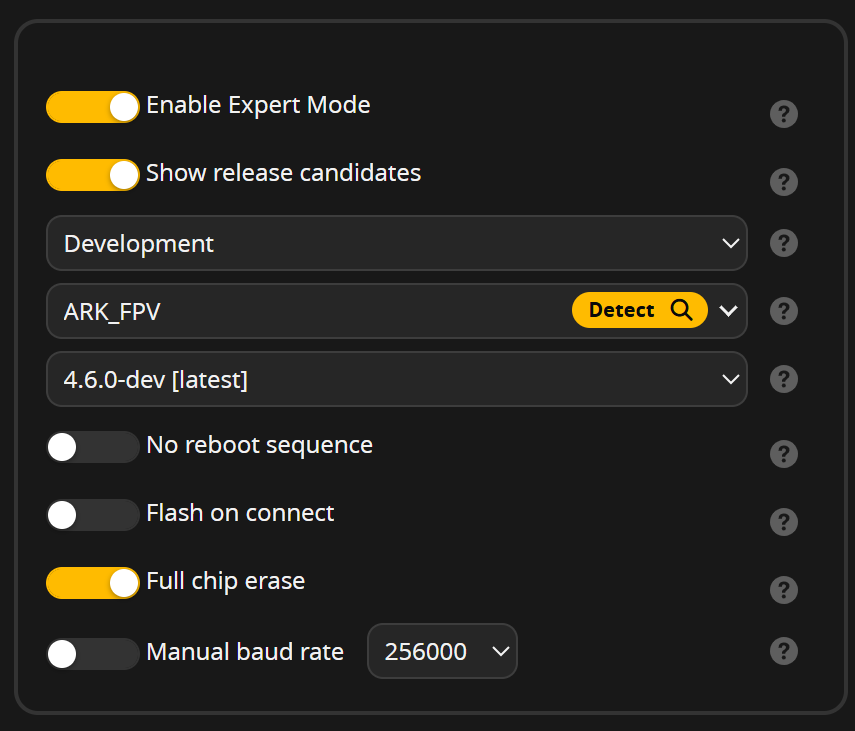 Enable Expert Mode
?
Show release candidates
?
Development
?
ARK_FPV Detect
?
4.6.0-dev [latest]
?
No reboot sequence
?
Flash on connect
?
Full chip erase
?
Manual baud rate 256000
?